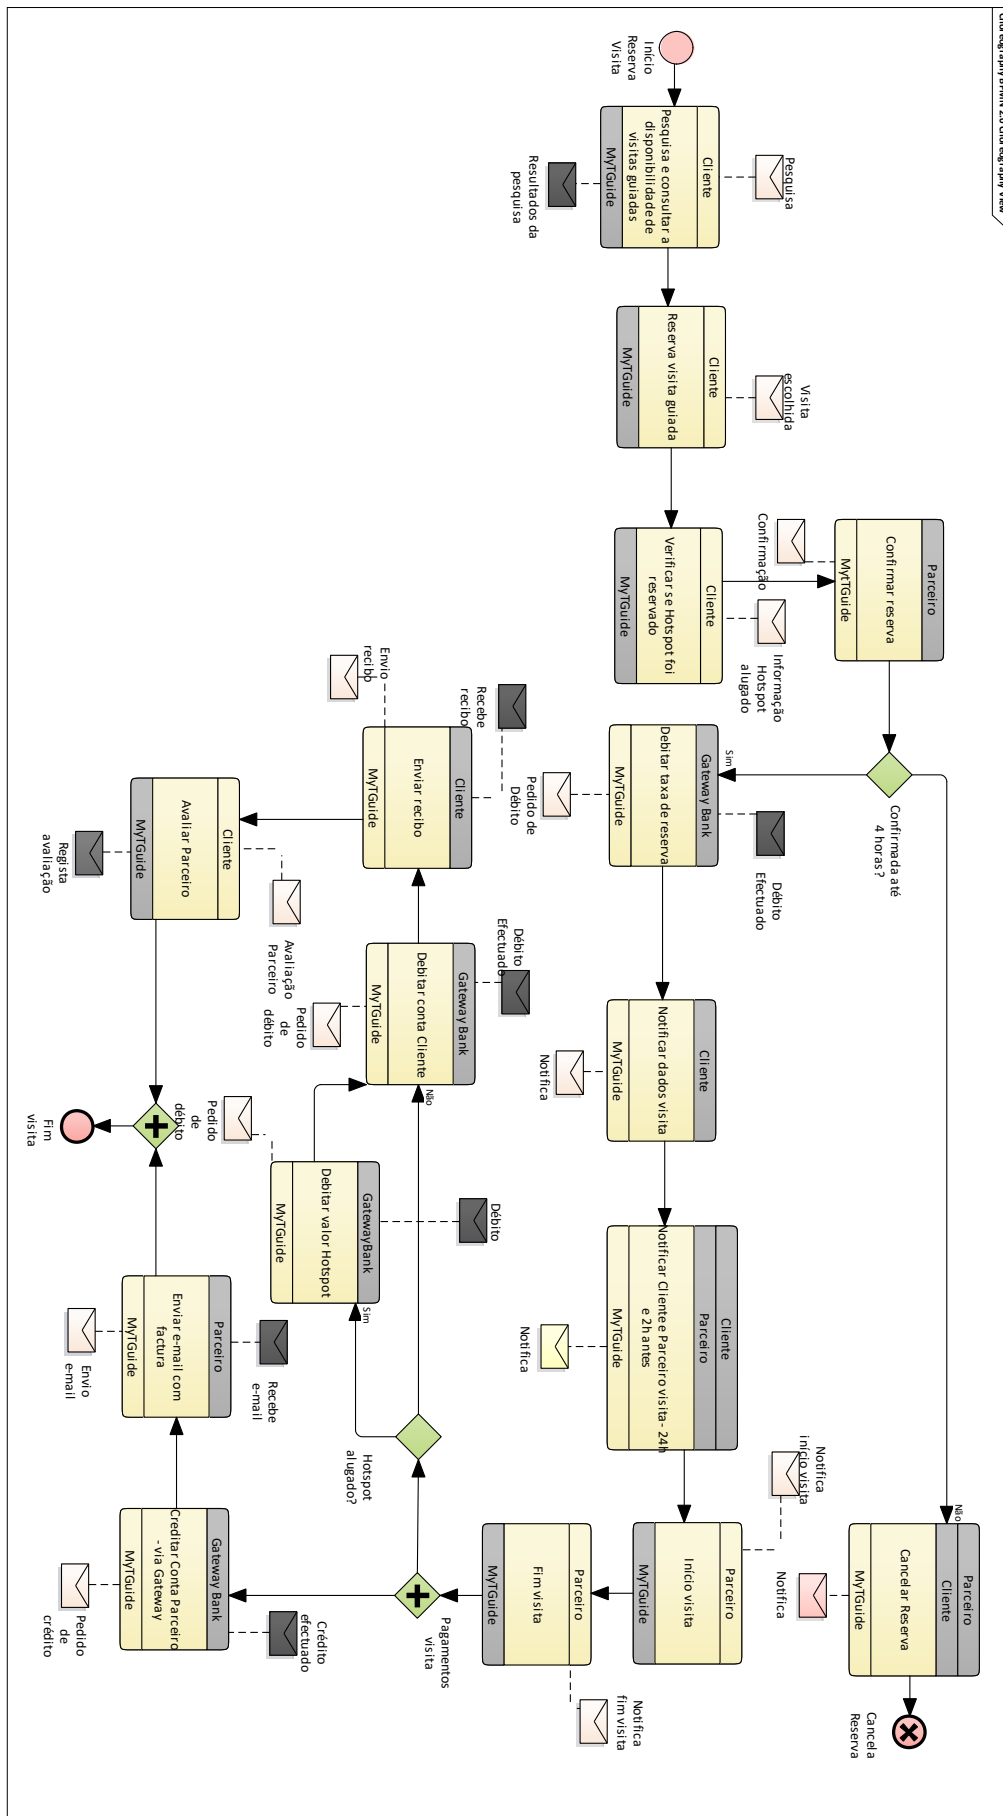 Choreography BPMN 2.0 Choreography View
Início
Reserva
Visita
Pesquisa
Cliente
Pesquisa e consultar a
disponibilidade de
visitas guiadas
MyTGuide
Resultados da
pesquisa
Visita
escolhida
Cliente
Reserva visita guiada
MyTGuide
Parceiro
Confirmar reserva
MytTGuide
Confirmação
Informação
Hotspot
alugado
Cliente
Verificar se Hotspot foi
reservado
MyTGuide
Confirmada até
4 horas?
Sim
Não
Parceiro
Cliente
Cancelar Reserva
MyTGuide
Notifica
Cancela
Reserva
Gateway Bank
Debitar taxa de reserva
MyTGuide
Pedido de
Débito
Débito
Efectuado
Cliente
Notificar dados visita
MyTGuide
Notifica
Cliente
Parceiro
Notificar Cliente e Parceiro visita - 24h
e 2h antes
MyTGuide
Notifica
Notifica
início visita
Parceiro
Início visita
MyTGuide
Parceiro
Fim visita
MyTGuide
Notifica
fim visita
Pagamentos
visita
Hotspot
alugado?
Não
Sim
Débito
GatewayBank
Debitar valor Hotspot
MyTGuide
Pedido
de
débito
Débito
Efectuado
Gateway Bank
Debitar conta Cliente
MyTGuide
Pedido
de
débito
Recebe
recibo
Cliente
Enviar recibo
MyTGuide
Envio
recibo
Cliente
Avaliar Parceiro
MyTGuide
Avaliação
Parceiro
Regista
avaliação
Crédito
efectuado
Gateway Bank
Creditar Conta Parceiro
- via Gateway
MyTGuide
Pedido
de
crédito
Recebe
e-mail
Parceiro
Enviar e-mail com
factura
MyTGuide
Envio
e-mail
Fim
visita